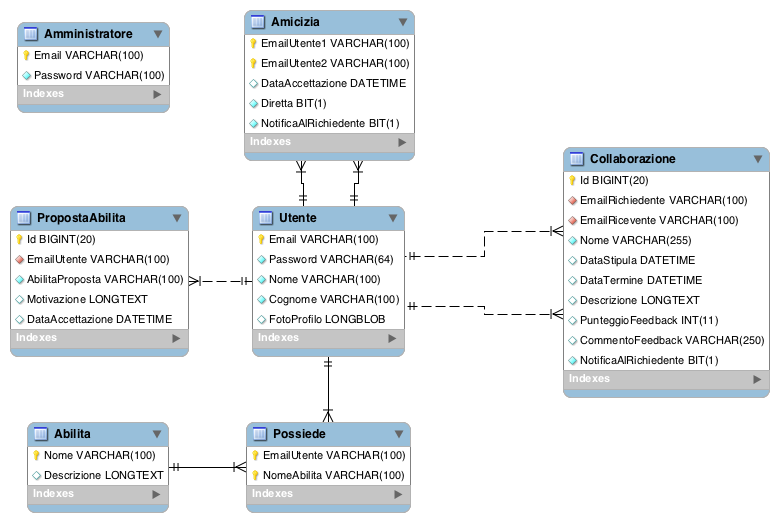 Amministratore
Email VARCHAR(100)
Password VARCHAR(100)
Indexes
Amicizia
EmailUtente1 VARCHAR(100)
EmailUtente2 VARCHAR(100)
DataAccettazione DATETIME
Diretta BIT(1)
NotificaAlRichiedente BIT(1)
Indexes
Collaborazione
Id BIGINT(20)
EmailRichiedente VARCHAR(100)
EmailRicevente VARCHAR(100)
Nome VARCHAR(255)
DataStipula DATETIME
DataTermine DATETIME
Descrizione LONGTEXT
PunteggioFeedback INT(11)
CommentoFeedback VARCHAR(250)
NotificaAlRichiedente BIT(1)
Indexes
PropostaAbilita
Id BIGINT(20)
EmailUtente VARCHAR(100)
AbilitaProposta VARCHAR(100)
Motivazione LONGTEXT
DataAccettazione DATETIME
Indexes
Utente
Email VARCHAR(100)
Password VARCHAR(64)
Nome VARCHAR(100)
Cognome VARCHAR(100)
FotoProfilo LONGBLOB
Indexes
Abilita
Nome VARCHAR(100)
Descrizione LONGTEXT
Indexes
Possiede
EmailUtente VARCHAR(100)
NomeAbilita VARCHAR(100)
Indexes